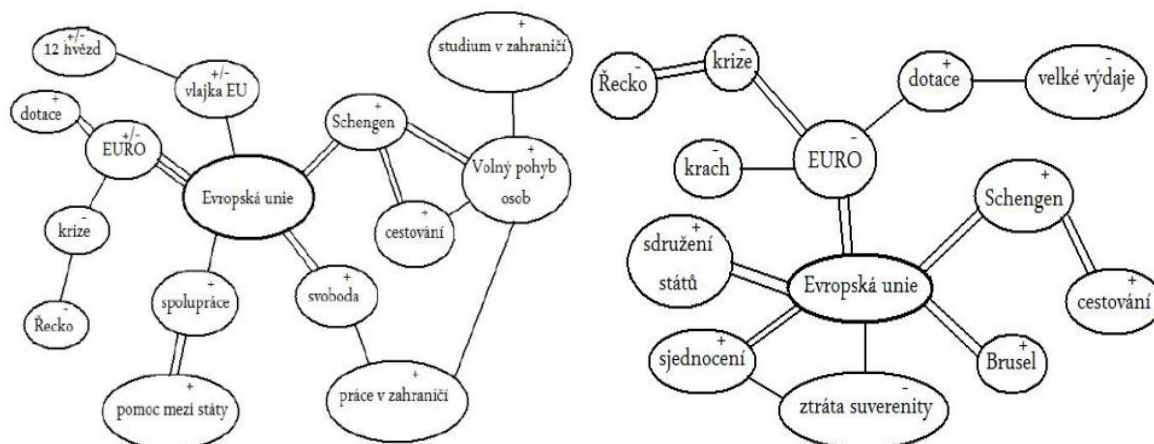 +/-
12 hvězd
+/-
vlajka EU
+
dotace
+/-
EURO
-
krize
-
Řecko
Evropská unie
+
spolupráce
+
pomoc mezi státy
+
svoboda
+
práce v zahraničí
+
Schengen
+
cestování
+
studium v zahraničí
+
Volný pohyb
osob
-
Řecko
-
krize
+
dotace
-
velké výdaje
-
EURO
-
krach
+
Schengen
+
cestování
+
sdružení
států
Evropská unie
+
sjednocení
-
ztráta suverenity
+
Brusel